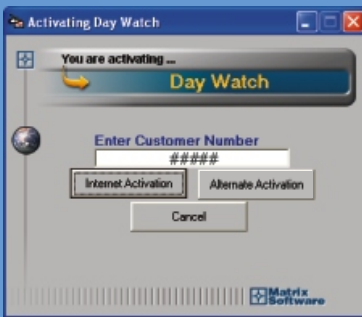 Activating Day Watch
You are activating ...
Day Watch
Enter Customer Number
#####
Internet Activation
Alternate Activation
Cancel
Matrix
Software